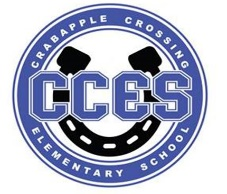 CRABAPPLE CROSSING
CCES
ELEMENTARY SCHOOL